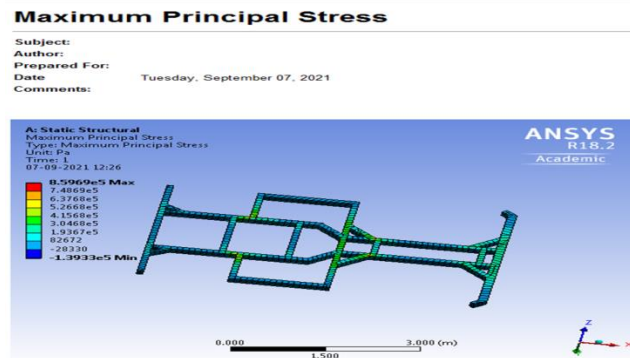 Maximum Principal Stress
Subject:
Author:
Prepared For:
Date Tuesday, September 07, 2021
Comments:
A: Static Structural
Maximum Principal Stress
Type: Maximum Principal Stress
Unit: Pa
Time: 1
07-09-2021 12:26
8.5969e5 Max
7.4869e5
6.3768e5
5.2668e5
4.1568e5
3.0468e5
1.9367e5
82672
-28330
-1.3933e5 Min
ANSYS
R18.2
Academic
0.000 3.000 (m)
1.500
Z
X